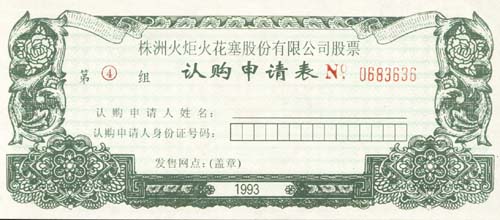 株洲火炬火花塞股份有限公司股票
第 ④ 组 认购申请表 № 0683636
认购申请人姓名:
认购申请人身份证号码:
发售网点:(盖章)
1993